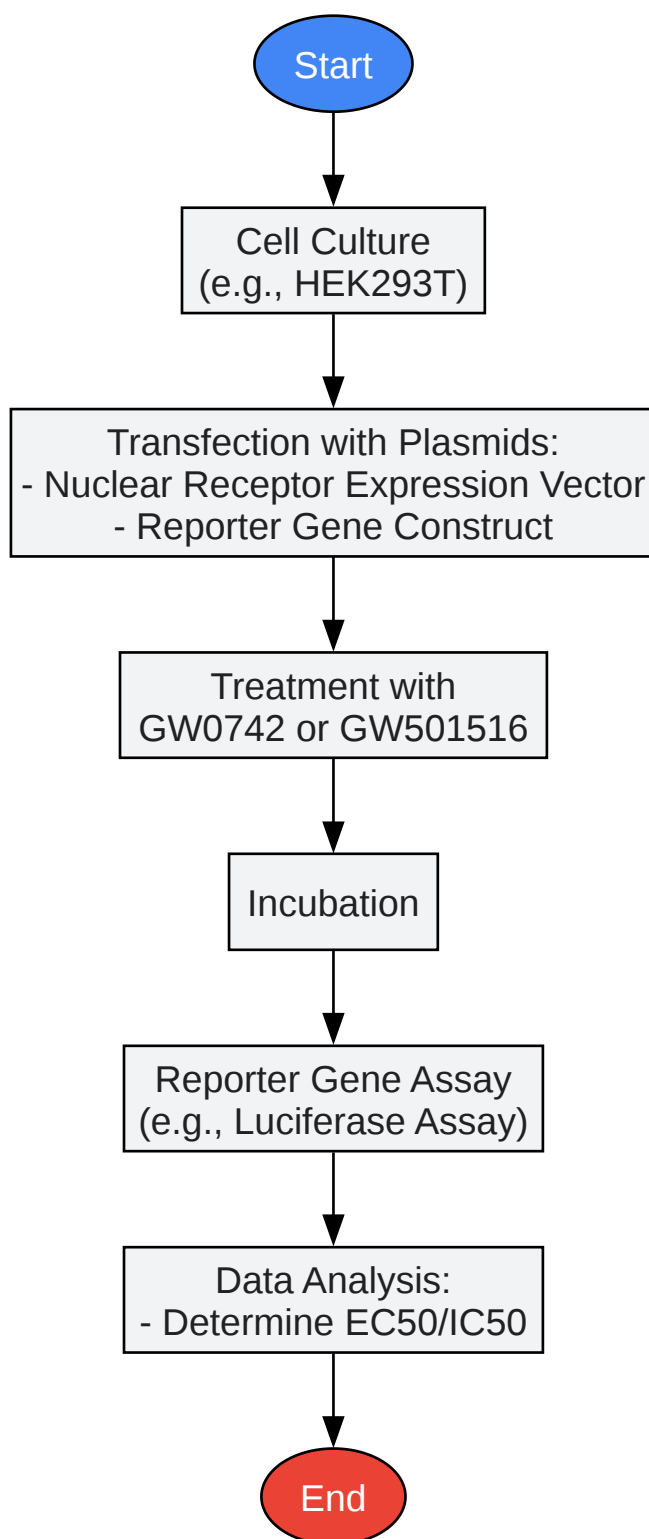 Start
Cell Culture
(e.g., HEK293T)
Transfection with Plasmids:
- Nuclear Receptor Expression Vector
- Reporter Gene Construct
Treatment with
GW0742 or GW501516
Incubation
Reporter Gene Assay
(e.g., Luciferase Assay)
Data Analysis:
- Determine EC50/IC50
End